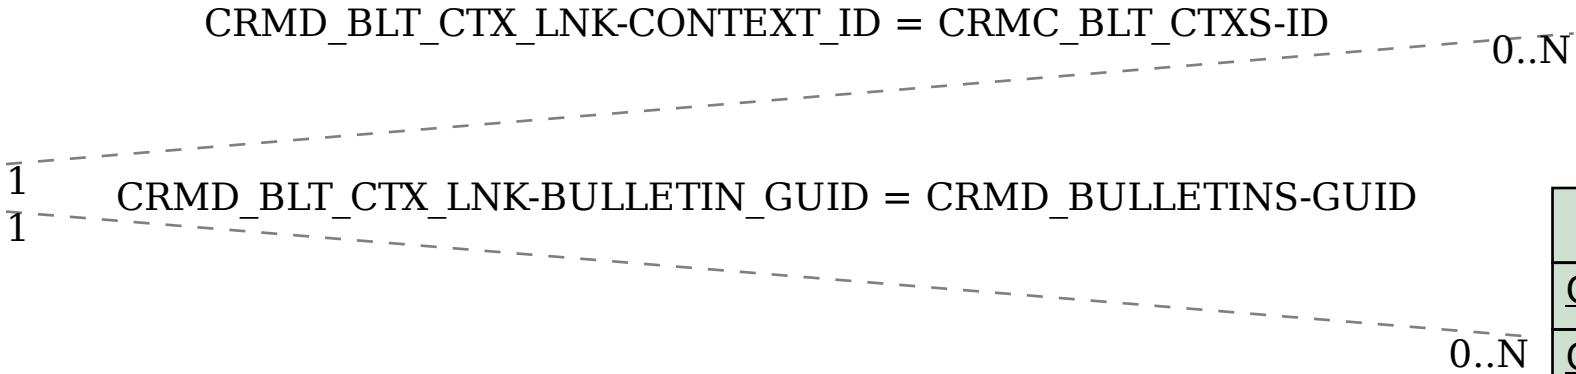 CRMD_BLT_CTX_LNK-CONTEXT_ID = CRMC_BLT_CTXS-ID
0..N
1
CRMD_BLT_CTX_LNK-BULLETIN_GUID = CRMD_BULLETINS-GUID
1
0..N